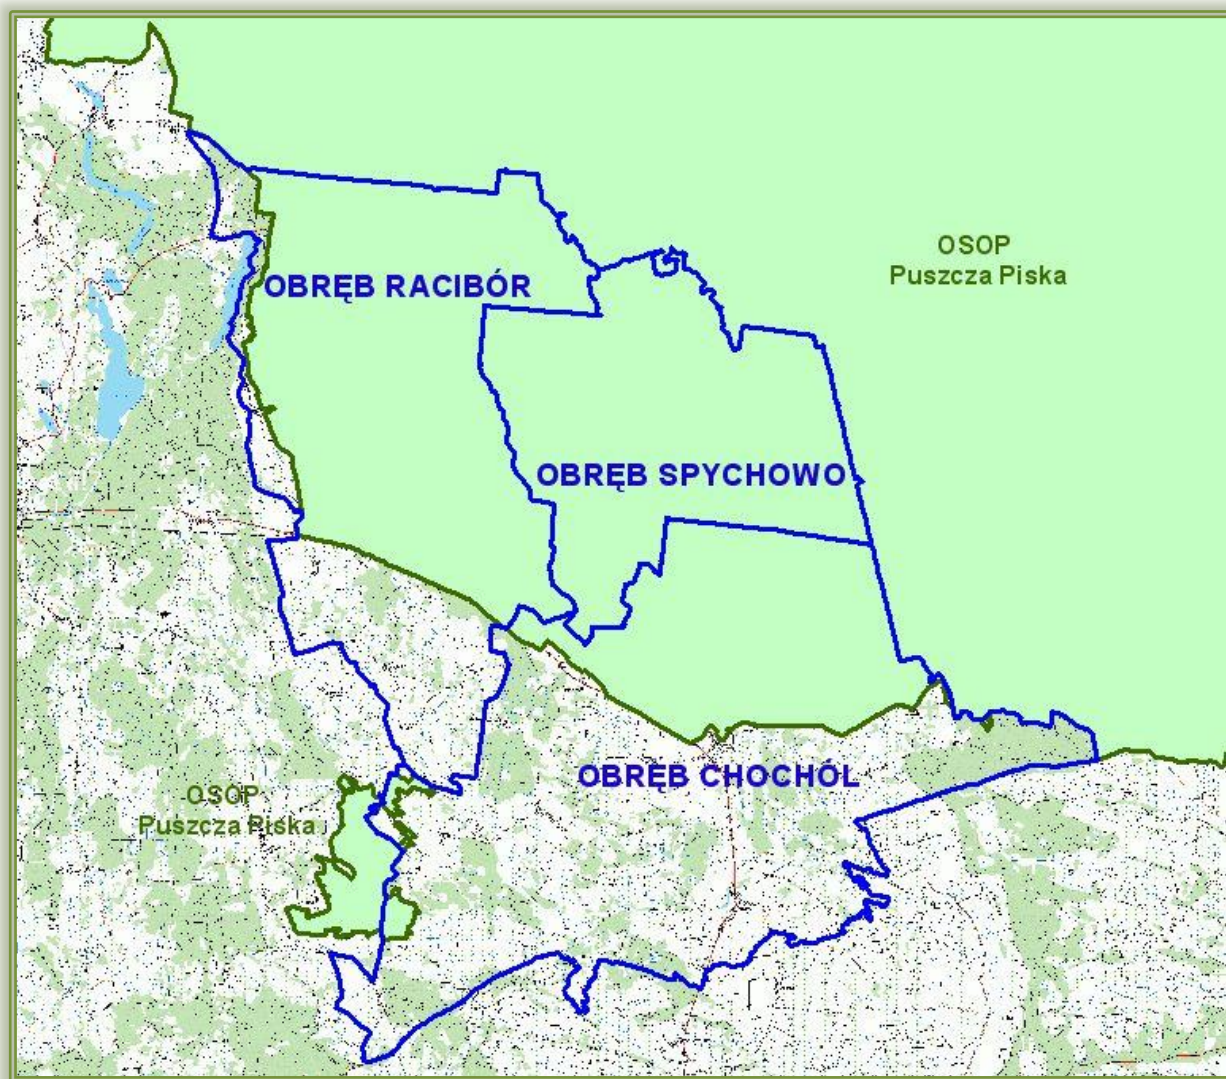 OSOP
Puszcza Piska
OBRĘB RACIBÓR
OBRĘB SPYCHOWO
OBRĘB CHOCHÓŁ
OSOP
Puszcza Piska